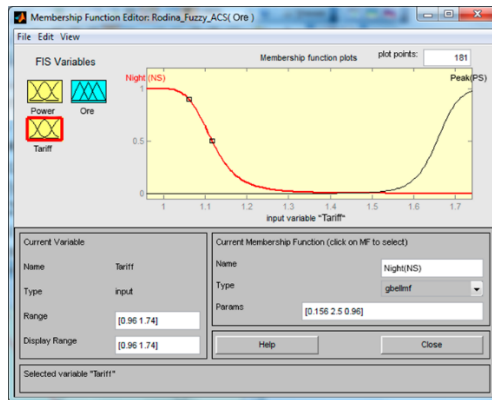 Membership Function Editor: Rodina_Fuzzy_ACS( Ore )
File Edit View
FIS Variables
Power
Ore
Tariff
Membership function plots
plot points:
181
Night(NS)
Peak(PS)
1
0.5
0
1 1.1 1.2 1.3 1.4 1.5 1.6 1.7
input variable "Tariff"
Current Variable
Name Tariff
Type input
Range [0.96 1.74]
Display Range [0.96 1.74]
Current Membership Function (click on MF to select)
Name Night(NS)
Type gbellmf
Params [0.156 2.5 0.96]
Help Close
Selected variable "Tariff"